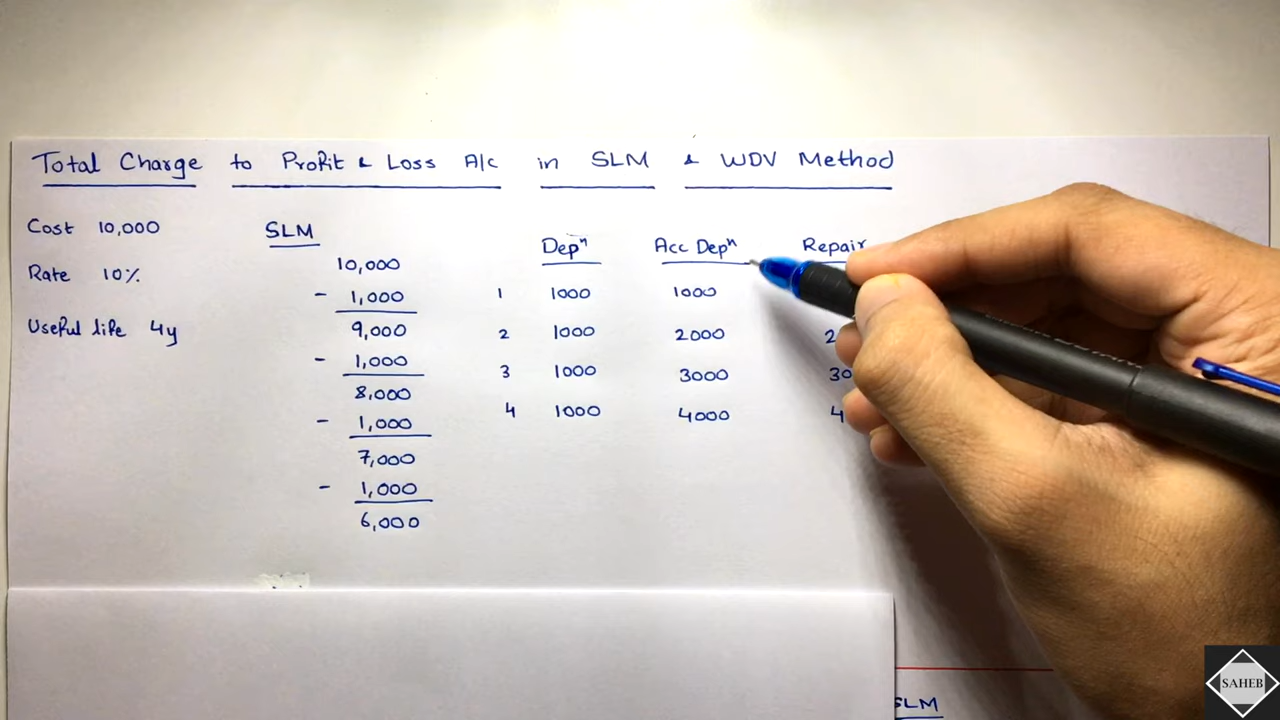 Total Charge to Profit & Loss A/c in SLM & WDV Method
Cost 10,000
Rate 10%
Useful life 4y
SLM
10,000
- 1,000
9,000
- 1,000
8,000
- 1,000
7,000
- 1,000
6,000
Depⁿ Acc Depⁿ Repair
1 1000 1000
2 1000 2000
3 1000 3000
4 1000 4000
SLM
SAHEB